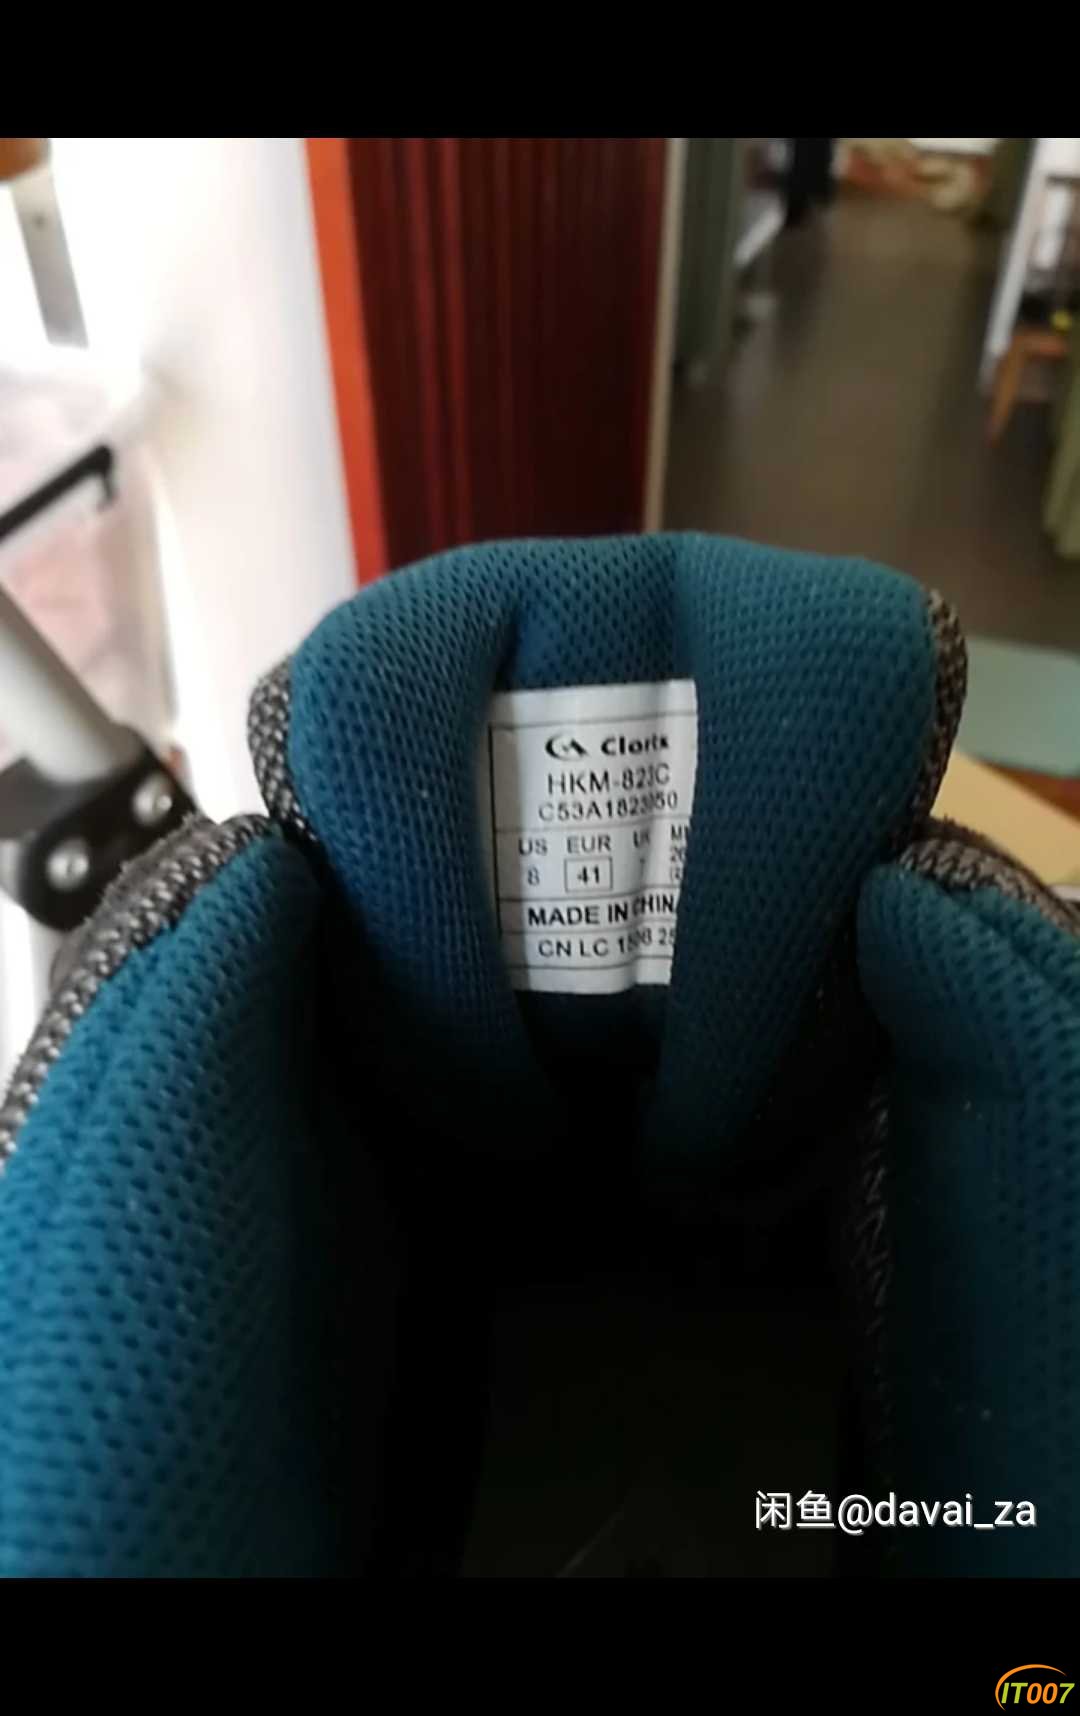 Clorts
HKM-823C
US EUR
8 41
MADE IN CHINA
CN LC
闲鱼@davai_za
IT007